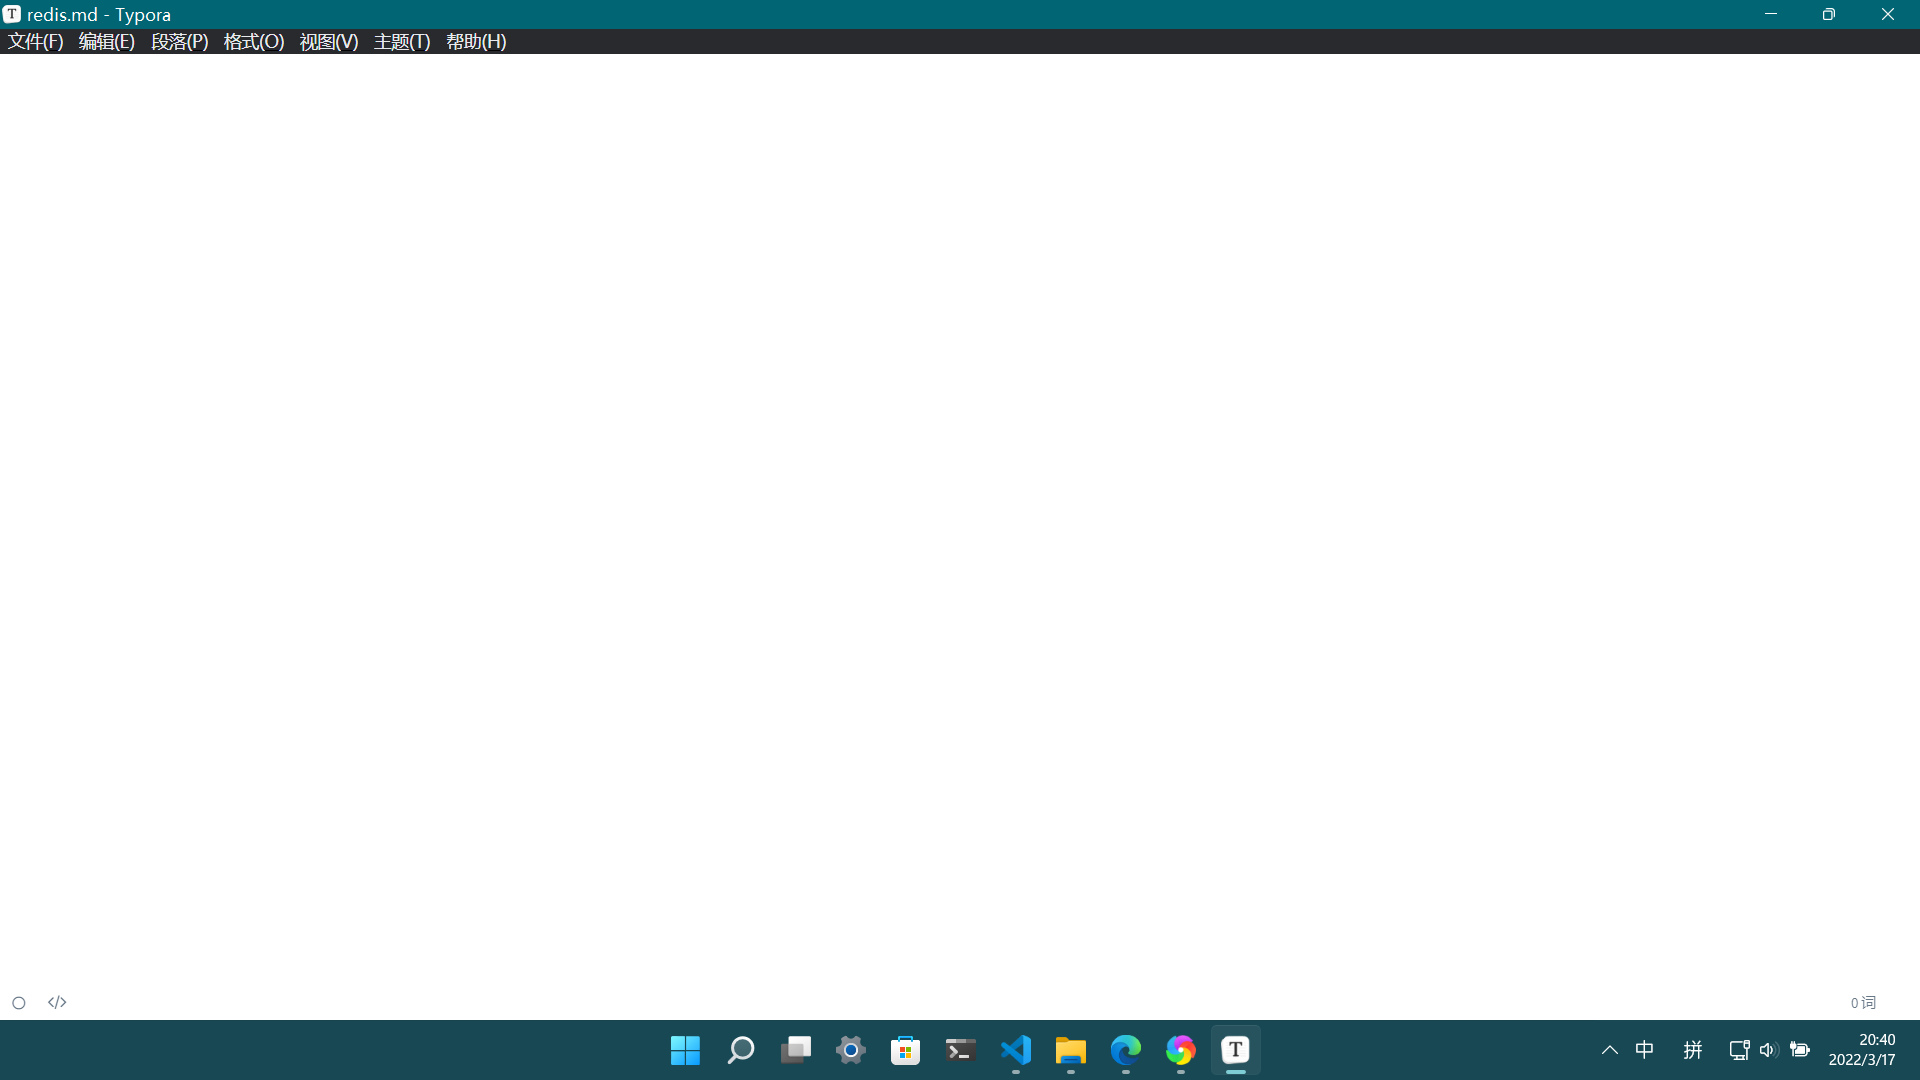 redis.md - Typora
文件(F) 编辑(E) 段落(P) 格式(O) 视图(V) 主题(T) 帮助(H)
0 词
中 拼 20:40
2022/3/17